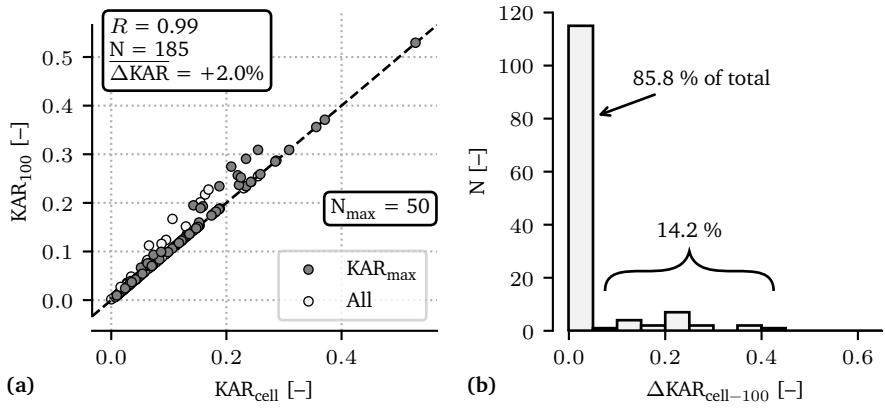 R = 0.99
N = 185
ΔKAR = +2.0%
0.5
0.4
0.3
0.2
0.1
0.0
KAR100 [–]
Nmax = 50
KARmax
All
0.0
0.2
0.4
KARcell [–]
(a)
120
100
80
60
40
20
0
N [–]
85.8 % of total
14.2 %
0.0
0.2
0.4
0.6
ΔKARcell−100 [–]
(b)